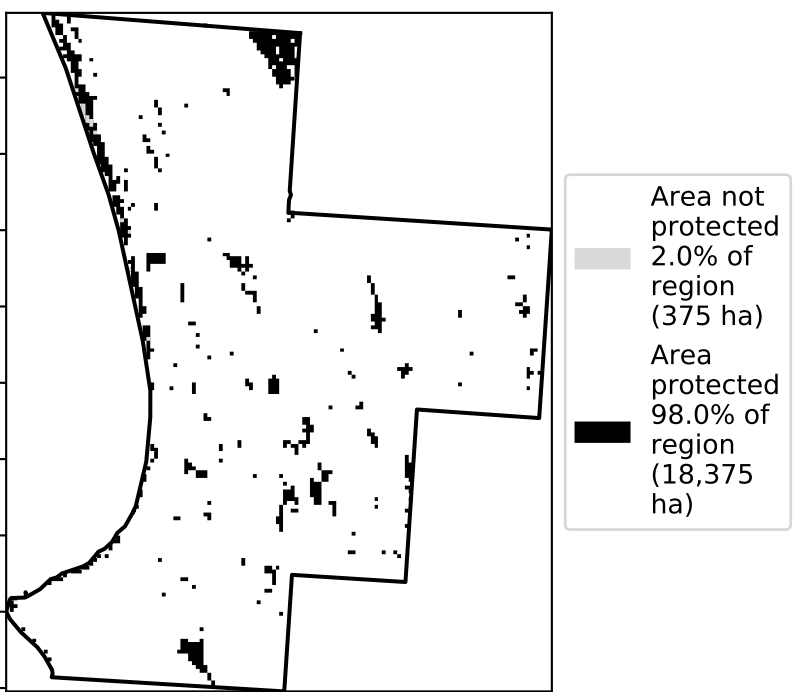 Area not
protected
2.0% of
region
(375 ha)
Area
protected
98.0% of
region
(18,375
ha)